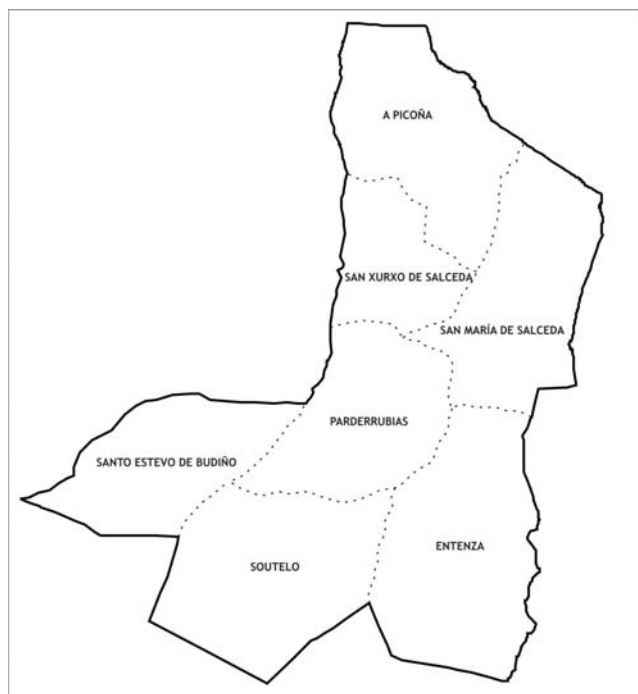 A PICOÑA
SAN XURXO DE SALCEDA
SAN MARÍA DE SALCEDA
PARDERRUBIAS
SANTO ESTEVO DE BUDIÑO
ENTENZA
SOUTELO